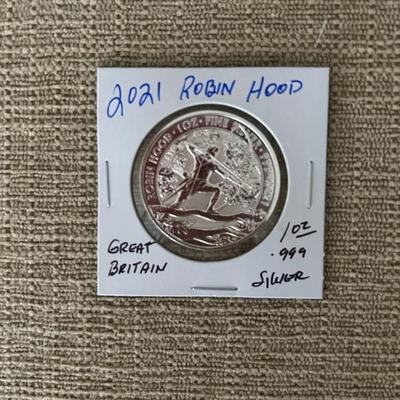 2021 ROBIN HOOD
ROBIN HOOD · 1OZ · FINE
GREAT
BRITAIN
1oz
.999
SILVER